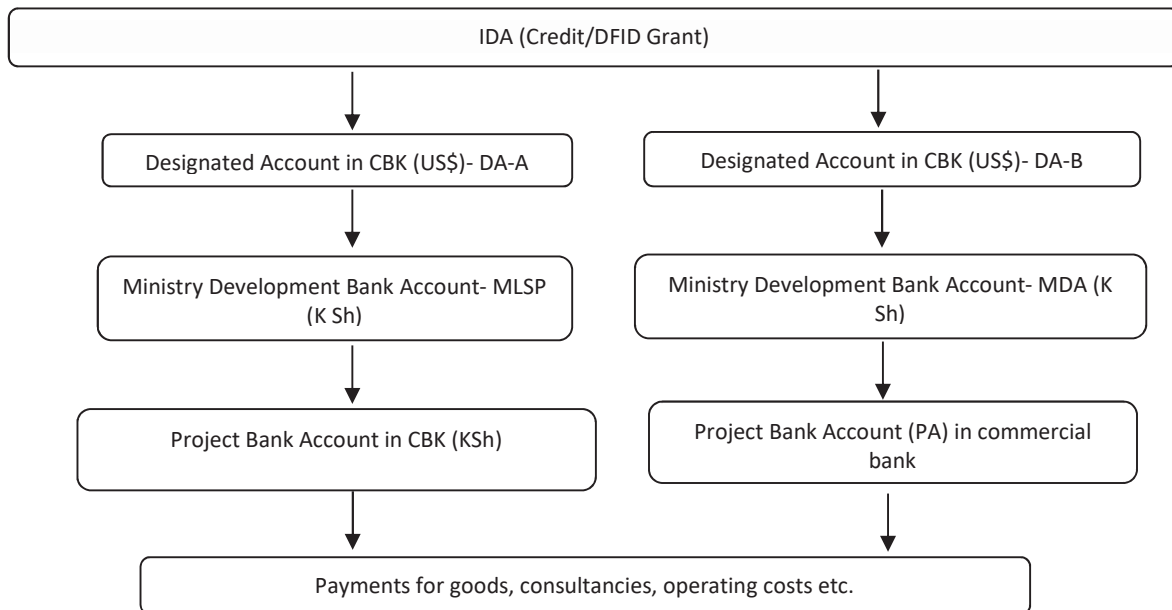 IDA (Credit/DFID Grant)
Designated Account in CBK (US$)- DA-A
Designated Account in CBK (US$)- DA-B
Ministry Development Bank Account- MLSP
(K Sh)
Ministry Development Bank Account- MDA (K
Sh)
Project Bank Account in CBK (KSh)
Project Bank Account (PA) in commercial
bank
Payments for goods, consultancies, operating costs etc.